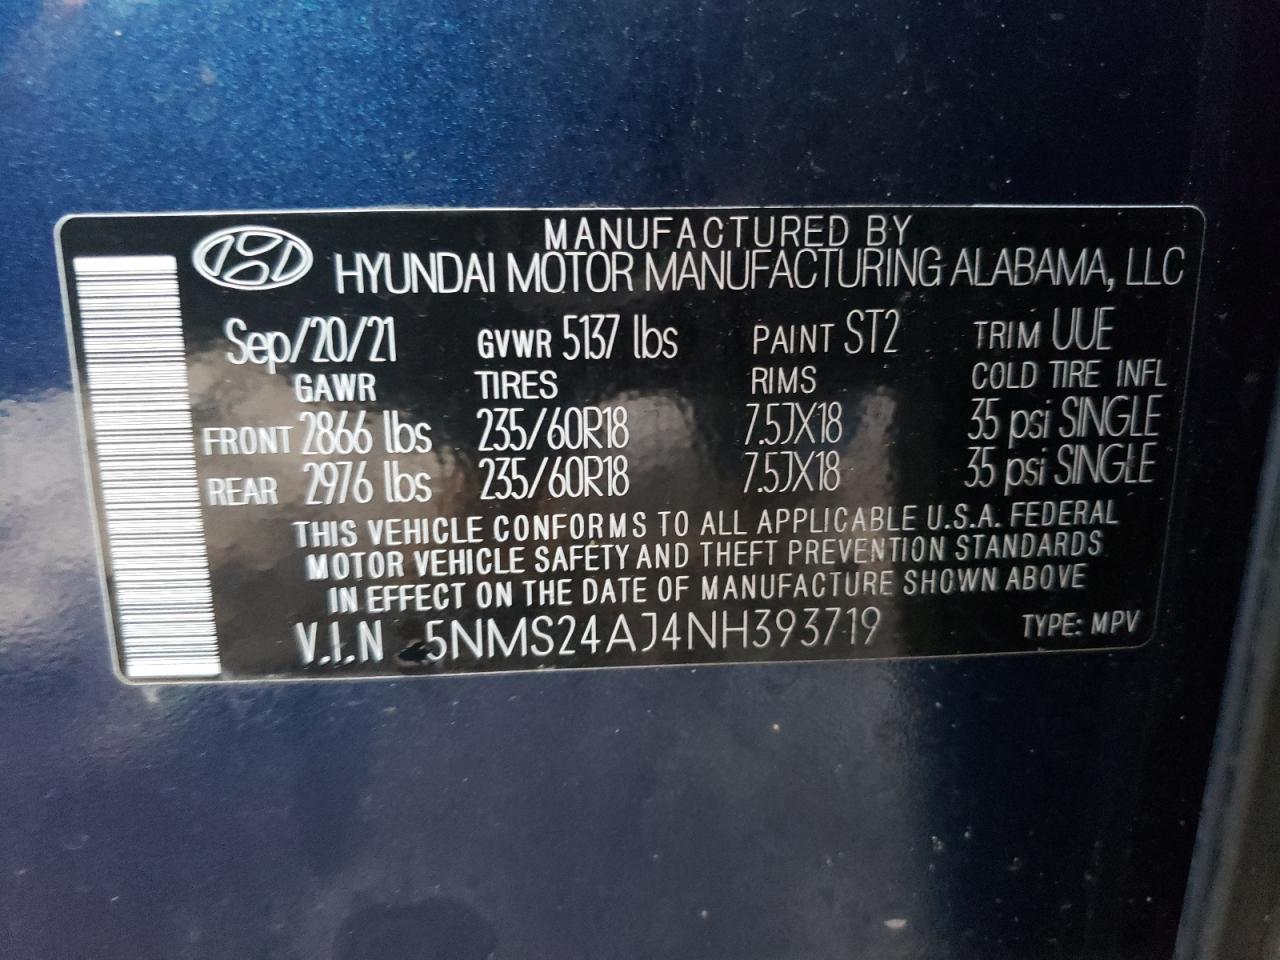 MANUFACTURED BY
HYUNDAI MOTOR MANUFACTURING ALABAMA, LLC
Sep/20/21 GVWR 5137 lbs PAINT ST2 TRIM UUE
GAWR TIRES RIMS COLD TIRE INFL
FRONT 2866 lbs 235/60R18 7.5JX18 35 psi SINGLE
REAR 2976 lbs 235/60R18 7.5JX18 35 psi SINGLE
THIS VEHICLE CONFORMS TO ALL APPLICABLE U.S.A. FEDERAL
MOTOR VEHICLE SAFETY AND THEFT PREVENTION STANDARDS
IN EFFECT ON THE DATE OF MANUFACTURE SHOWN ABOVE
V.I.N 5NMS24AJ4NH393719 TYPE: MPV